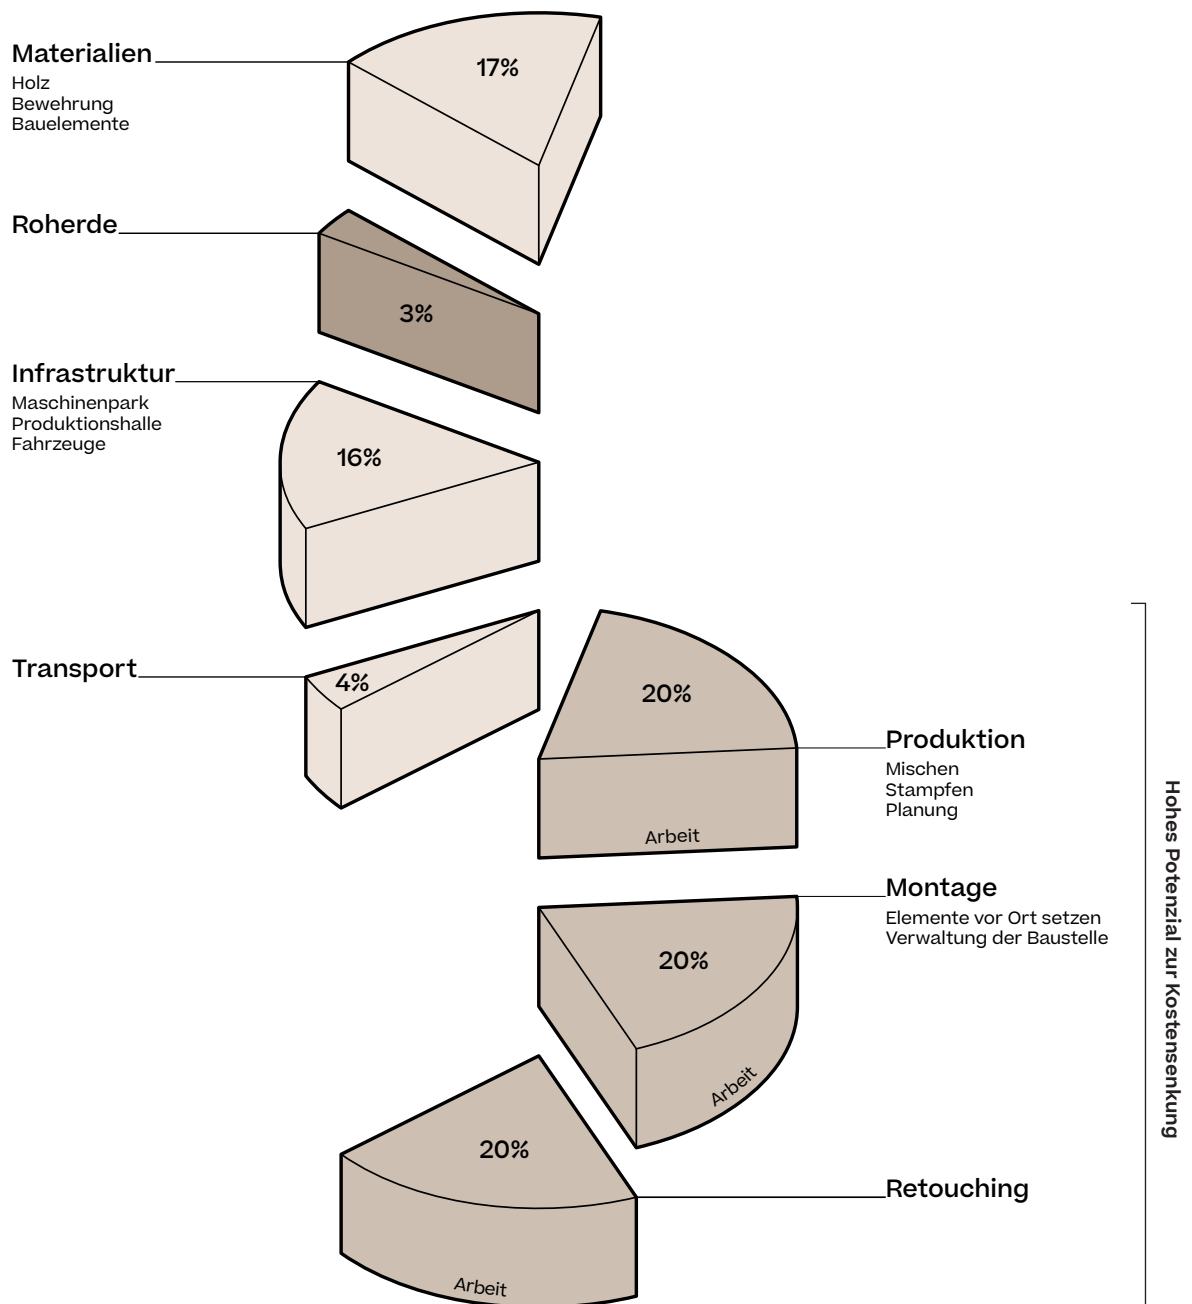 Materialien
Holz
Bewehrung
Bauelemente
17%
Roherde
3%
Infrastruktur
Maschinenpark
Produktionshalle
Fahrzeuge
16%
Transport
4%
20%
Arbeit
Produktion
Mischen
Stampfen
Planung
Montage
Elemente vor Ort setzen
Verwaltung der Baustelle
20%
Arbeit
20%
Arbeit
Retouching
Hohes Potenzial zur Kostensenkung